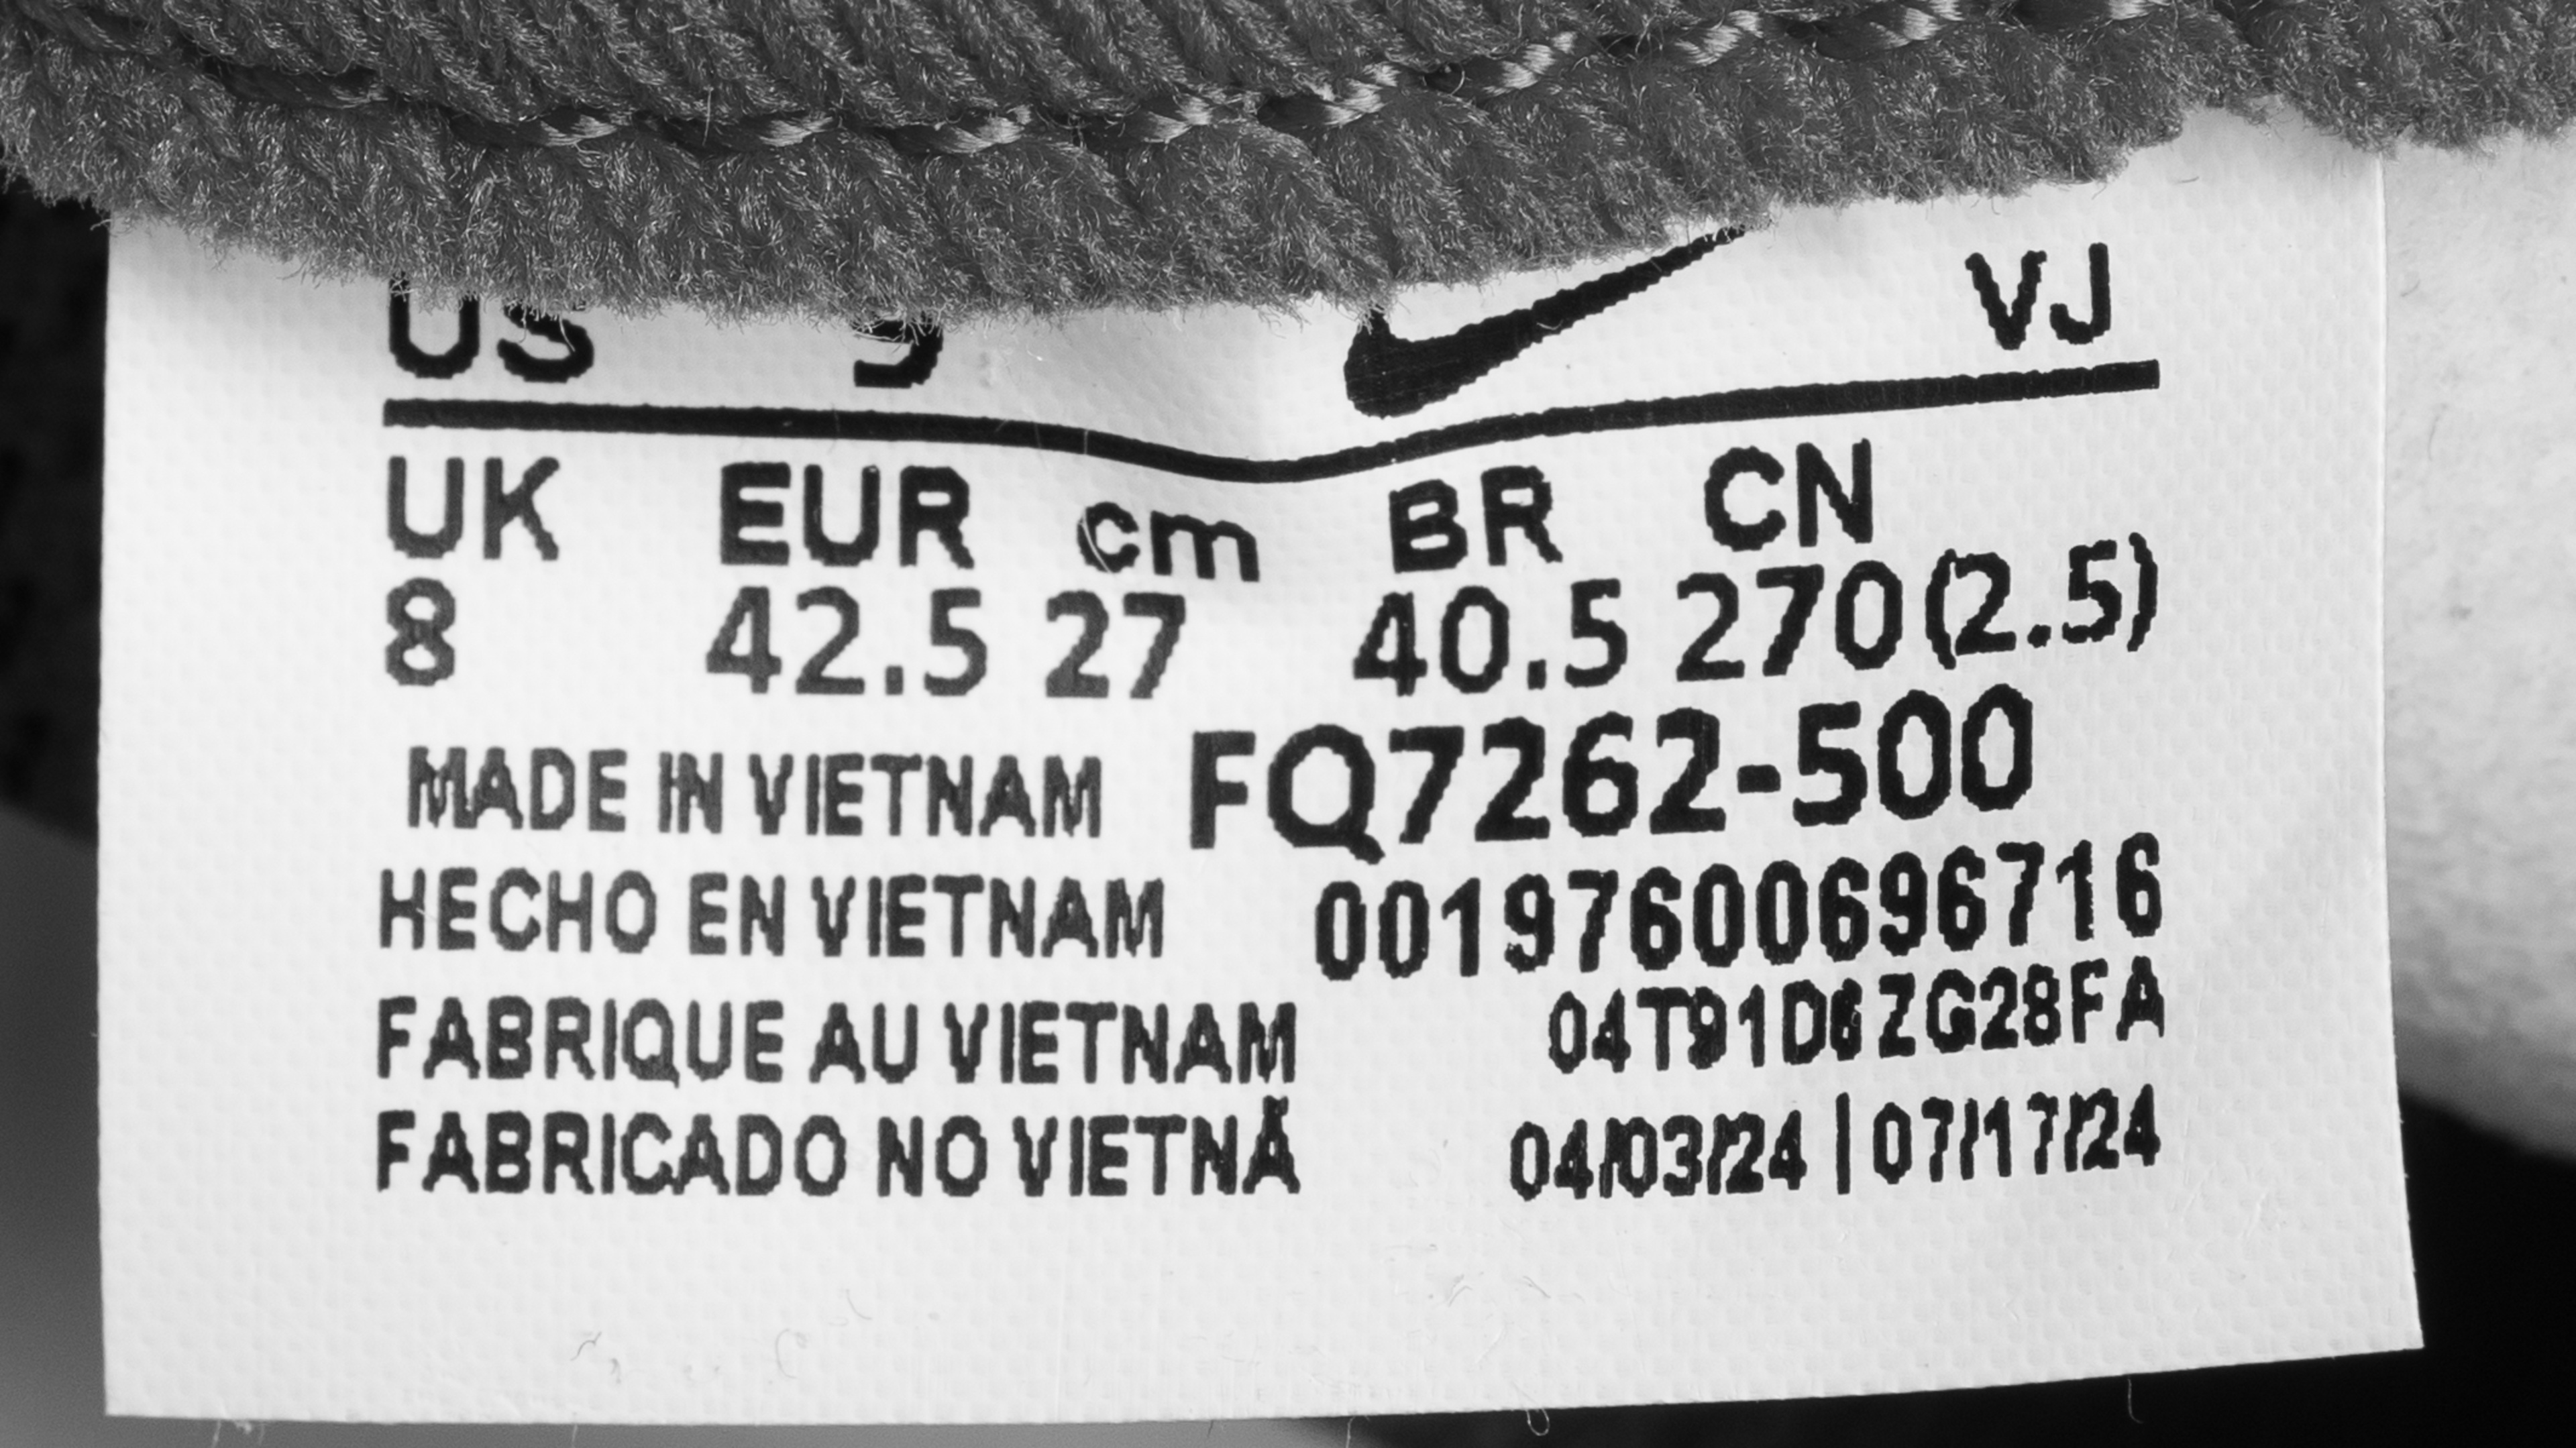 US 9 VJ
UK EUR cm BR CN
8 42.5 27 40.5 270(2.5)
MADE IN VIETNAM FQ7262-500
HECHO EN VIETNAM 00197600696716
FABRIQUE AU VIETNAM 04T91D6ZG28FA
FABRICADO NO VIETNÃ 04/03/24 | 07/17/24